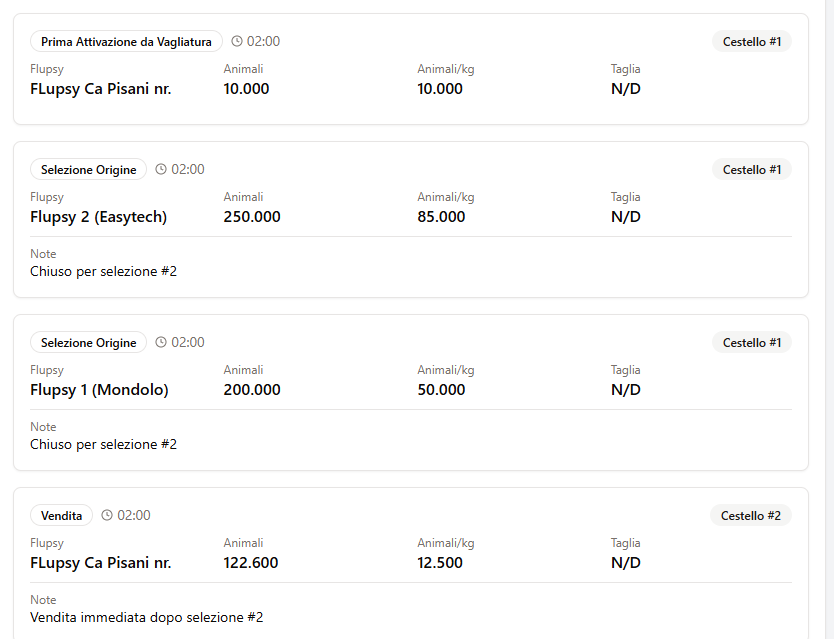 Prima Attivazione da Vagliatura 02:00 Cestello #1
Flupsy Animali Animali/kg Taglia
FLupsy Ca Pisani nr. 10.000 10.000 N/D
Selezione Origine 02:00 Cestello #1
Flupsy Animali Animali/kg Taglia
Flupsy 2 (Easytech) 250.000 85.000 N/D
Note
Chiuso per selezione #2
Selezione Origine 02:00 Cestello #1
Flupsy Animali Animali/kg Taglia
Flupsy 1 (Mondolo) 200.000 50.000 N/D
Note
Chiuso per selezione #2
Vendita 02:00 Cestello #2
Flupsy Animali Animali/kg Taglia
FLupsy Ca Pisani nr. 122.600 12.500 N/D
Note
Vendita immediata dopo selezione #2